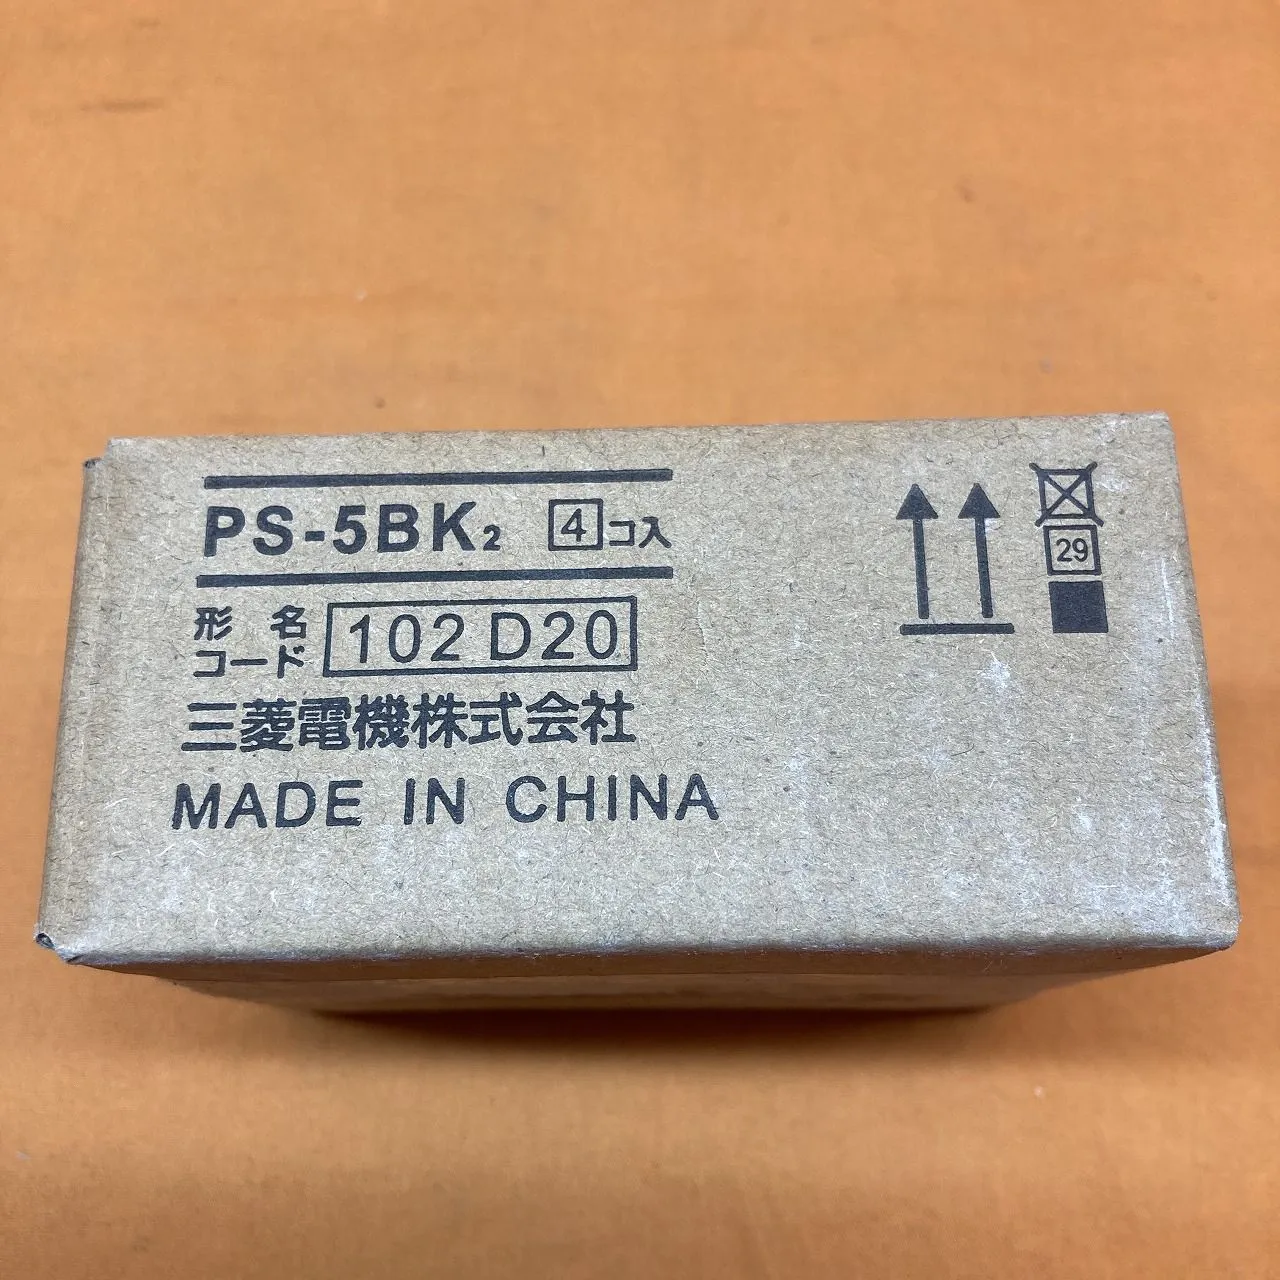 PS-5BK₂ 4コ入
形名
コード 102 D20
三菱電機株式会社
MADE IN CHINA
29